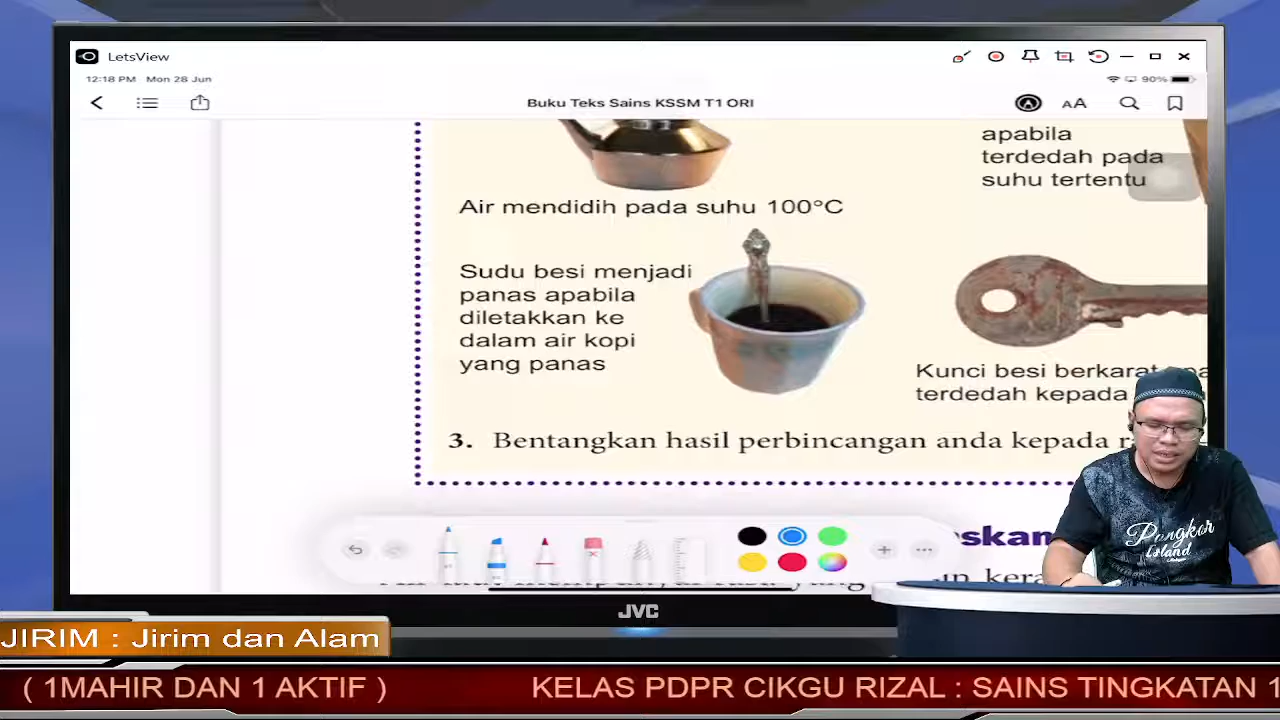 LetsView
12:18 PM Mon 28 Jun
90%
Buku Teks Sains KSSM T1 ORI
AA
apabila
terdedah pada
suhu tertentu
Air mendidih pada suhu 100°C
Sudu besi menjadi
panas apabila
diletakkan ke
dalam air kopi
yang panas
Kunci besi berkarat
terdedah kepada
3. Bentangkan hasil perbincangan anda kepada
Pangkor
Island
JVC
JIRIM : Jirim dan Alam
( 1MAHIR DAN 1 AKTIF )
KELAS PDPR CIKGU RIZAL : SAINS TINGKATAN 1